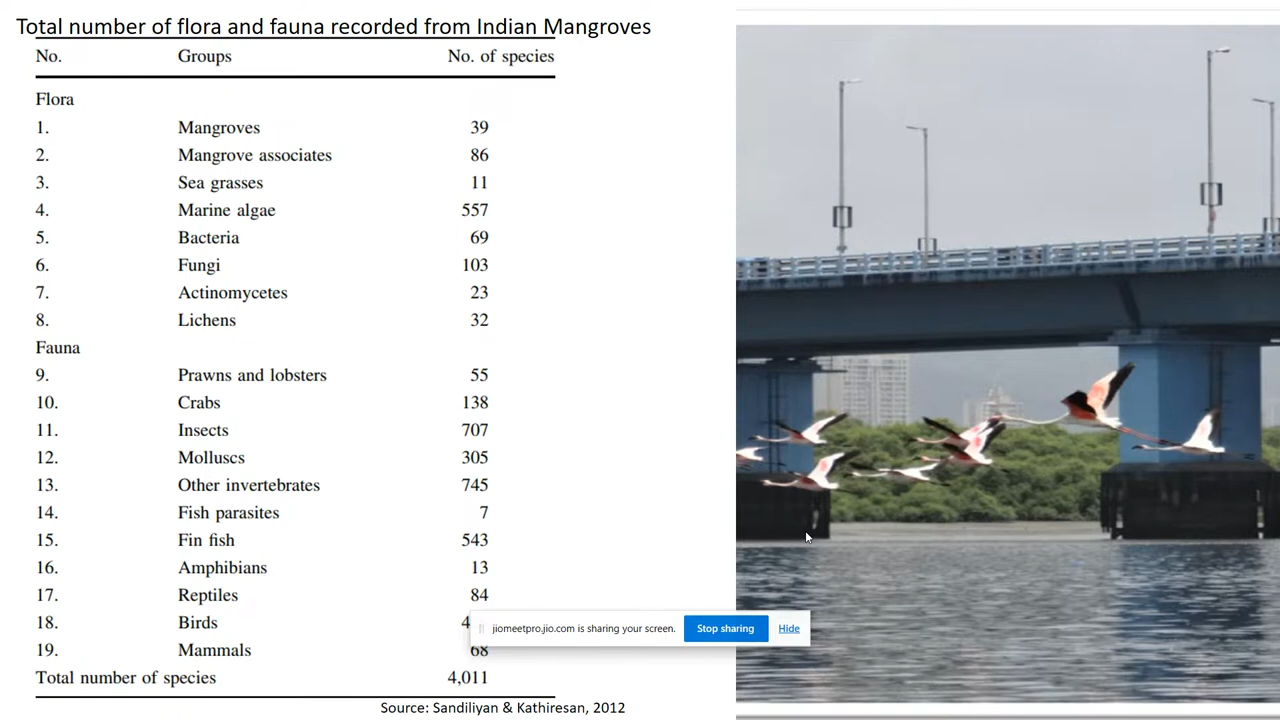 Total number of flora and fauna recorded from Indian Mangroves
No. Groups No. of species
Flora
1. Mangroves 39
2. Mangrove associates 86
3. Sea grasses 11
4. Marine algae 557
5. Bacteria 69
6. Fungi 103
7. Actinomycetes 23
8. Lichens 32
Fauna
9. Prawns and lobsters 55
10. Crabs 138
11. Insects 707
12. Molluscs 305
13. Other invertebrates 745
14. Fish parasites 7
15. Fin fish 543
16. Amphibians 13
17. Reptiles 84
18. Birds
jiomeetpro.jio.com is sharing your screen. Stop sharing Hide
19. Mammals 68
Total number of species 4,011
Source: Sandiliyan & Kathiresan, 2012